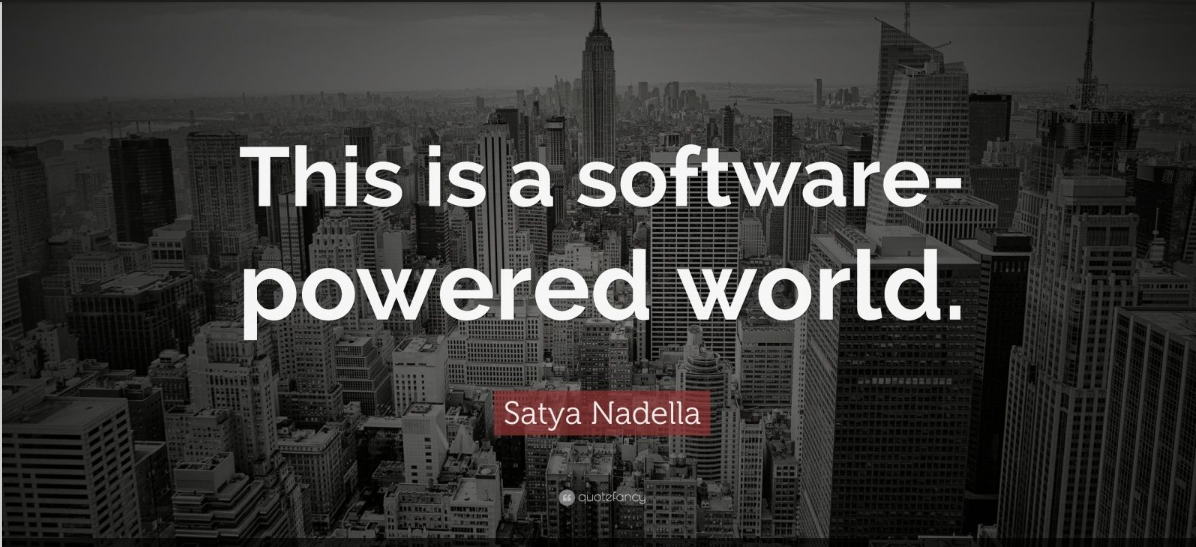 This is a software-
powered world.
Satya Nadella
quotefancy